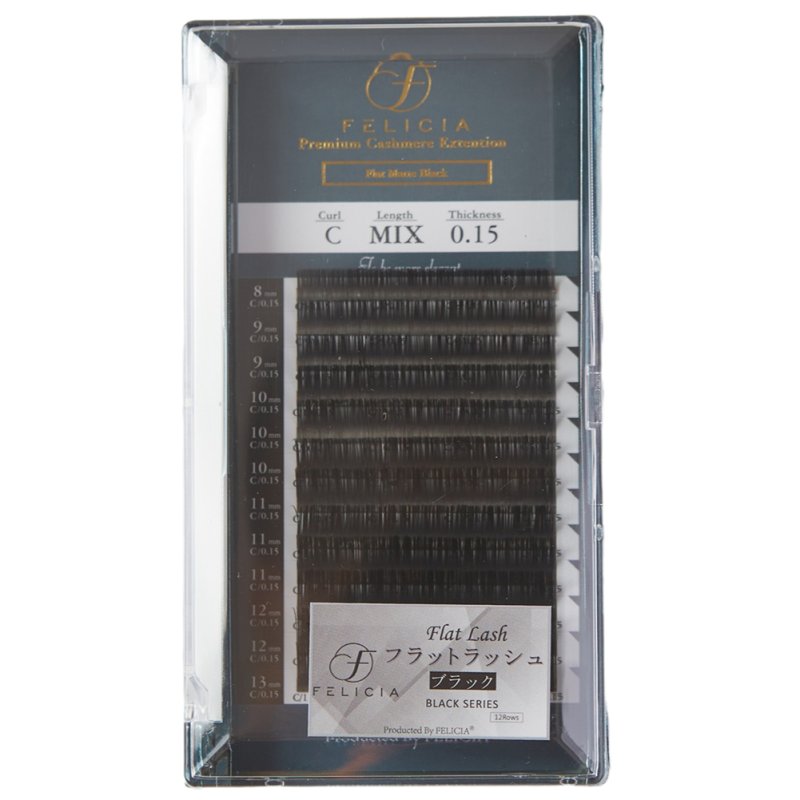 FELICIA
Premium Cashmere Extention
Flat Matte Black
Curl Length Thickness
C MIX 0.15
8mm
C/0.15
9mm
C/0.15
9mm
C/0.15
10mm
C/0.15
10mm
C/0.15
10mm
C/0.15
11mm
C/0.15
11mm
C/0.15
11mm
C/0.15
12mm
C/0.15
12mm
C/0.15
13mm
C/0.15
Flat Lash
フラットラッシュ
ブラック
FELICIA
BLACK SERIES
12Rows
Producted By FELICIA®